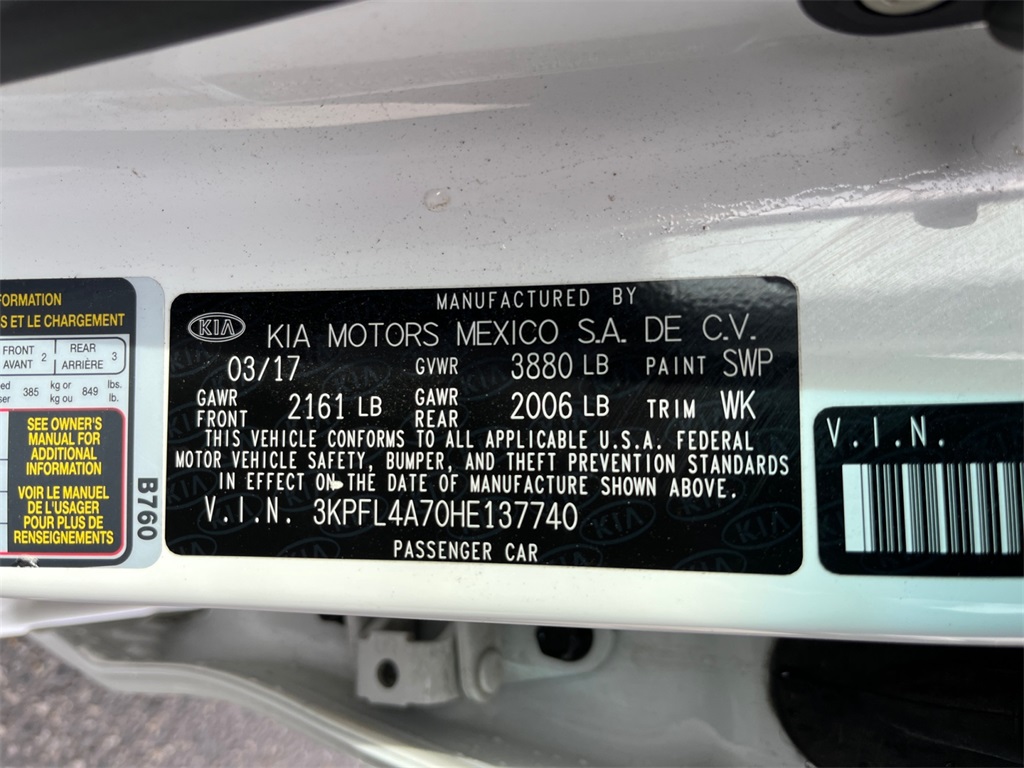 FORMATION
S ET LE CHARGEMENT
FRONT 2 REAR 3
AVANT ARRIÈRE
385 kg or 849 lbs.
kg ou lb.
SEE OWNER'S
MANUAL FOR
ADDITIONAL
INFORMATION
VOIR LE MANUEL
DE L'USAGER
POUR PLUS DE
RENSEIGNEMENTS
B760
MANUFACTURED BY
KIA KIA MOTORS MEXICO S.A. DE C.V.
03/17 GVWR 3880 LB PAINT SWP
GAWR FRONT 2161 LB GAWR REAR 2006 LB TRIM WK
THIS VEHICLE CONFORMS TO ALL APPLICABLE U.S.A. FEDERAL
MOTOR VEHICLE SAFETY, BUMPER, AND THEFT PREVENTION STANDARDS
IN EFFECT ON THE DATE OF MANUFACTURE SHOWN ABOVE.
V.I.N. 3KPFL4A70HE137740
PASSENGER CAR
V.I.N.